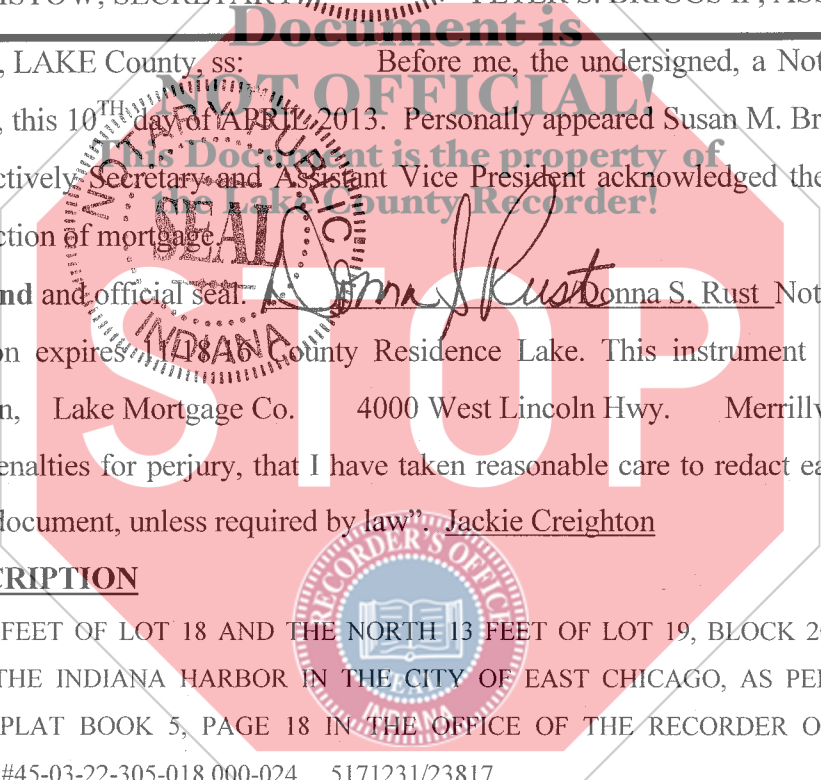 ISTOW, SECRETARY PETER S. BRIGGS II, ASS
Document is
, LAKE County, ss: Before me, the undersigned, a Not
NOT OFFICIAL!
, this 10TH day of APRIL 2013. Personally appeared Susan M. Br
This Document is the property of
ctively Secretary and Assistant Vice President acknowledged the
the Lake County Recorder!
ction of mortgage.
NOTARY PUBLIC
SEAL
INDIANA
nd and official seal. Donna S Rust Donna S. Rust Not
on expires 11-18-16 County Residence Lake. This instrument
STOP
n, Lake Mortgage Co. 4000 West Lincoln Hwy. Merrillv
enalties for perjury, that I have taken reasonable care to redact ea
document, unless required by law". Jackie Creighton
RECORDER'S OFFIC
SEAL
INDIANA
CRIPTION
FEET OF LOT 18 AND THE NORTH 13 FEET OF LOT 19, BLOCK 2
THE INDIANA HARBOR IN THE CITY OF EAST CHICAGO, AS PE
PLAT BOOK 5, PAGE 18 IN THE OFFICE OF THE RECORDER O
#45-03-22-305-018.000-024 5171231/23817